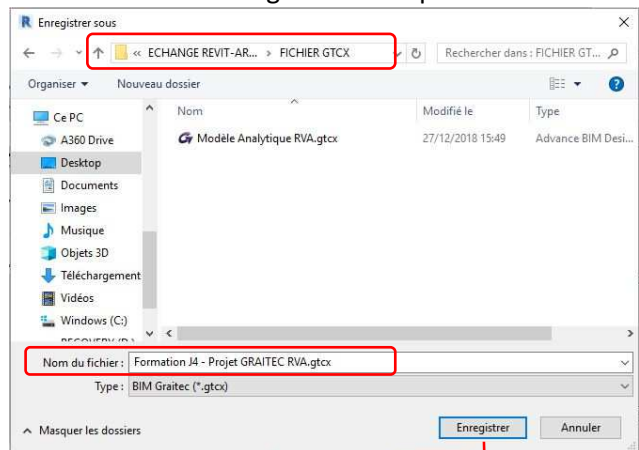 Enregistrer sous
« ECHANGE REVIT-AR... › FICHIER GTCX
Rechercher dans : FICHIER GT...
Organiser Nouveau dossier
Nom Modifié le Type
Ce PC
A360 Drive
Modèle Analytique RVA.gtcx 27/12/2018 15:49 Advance BIM Desi...
Desktop
Documents
Images
Musique
Objets 3D
Téléchargement
Vidéos
Windows (C:)
Nom du fichier : Formation J4 - Projet GRAITEC RVA.gtcx
Type : BIM Graitec (*.gtcx)
Masquer les dossiers Enregistrer Annuler